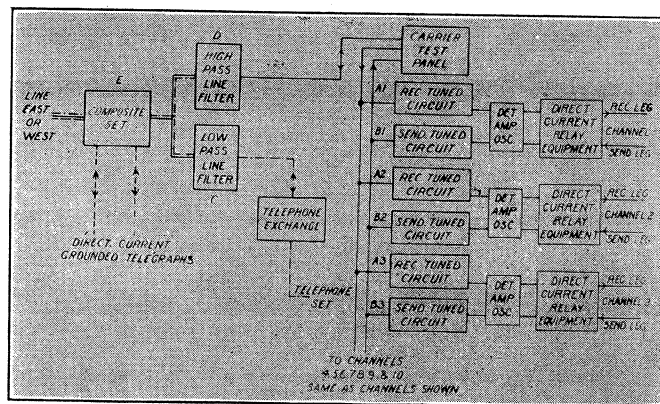 D
HIGH
PASS
LINE
FILTER
CARRIER
TEST
PANEL
E
LINE
EAST
OR
WEST
COMPOSITE
SET
LOW
PASS
LINE
FILTER
C
TELEPHONE
EXCHANGE
DIRECT CURRENT
GROUNDED TELEGRAPHS
TELEPHONE
SET
A1
REC TUNED
CIRCUIT
B1
SEND TUNED
CIRCUIT
DET
AMP
OSC
DIRECT
CURRENT
RELAY
EQUIPMENT
REC LEG
CHANNEL
SEND LEG
A2
REC TUNED
CIRCUIT
B2
SEND TUNED
CIRCUIT
DET
AMP
OSC
DIRECT
CURRENT
RELAY
EQUIPMENT
REC LEG
CHANNEL 2
SEND LEG
A3
REC TUNED
CIRCUIT
B3
SEND TUNED
CIRCUIT
DET
AMP
OSC
DIRECT
CURRENT
RELAY
EQUIPMENT
REC LEG
CHANNEL 3
SEND LEG
TO CHANNELS
4,5,6,7,8,9, & 10
SAME AS CHANNELS SHOWN